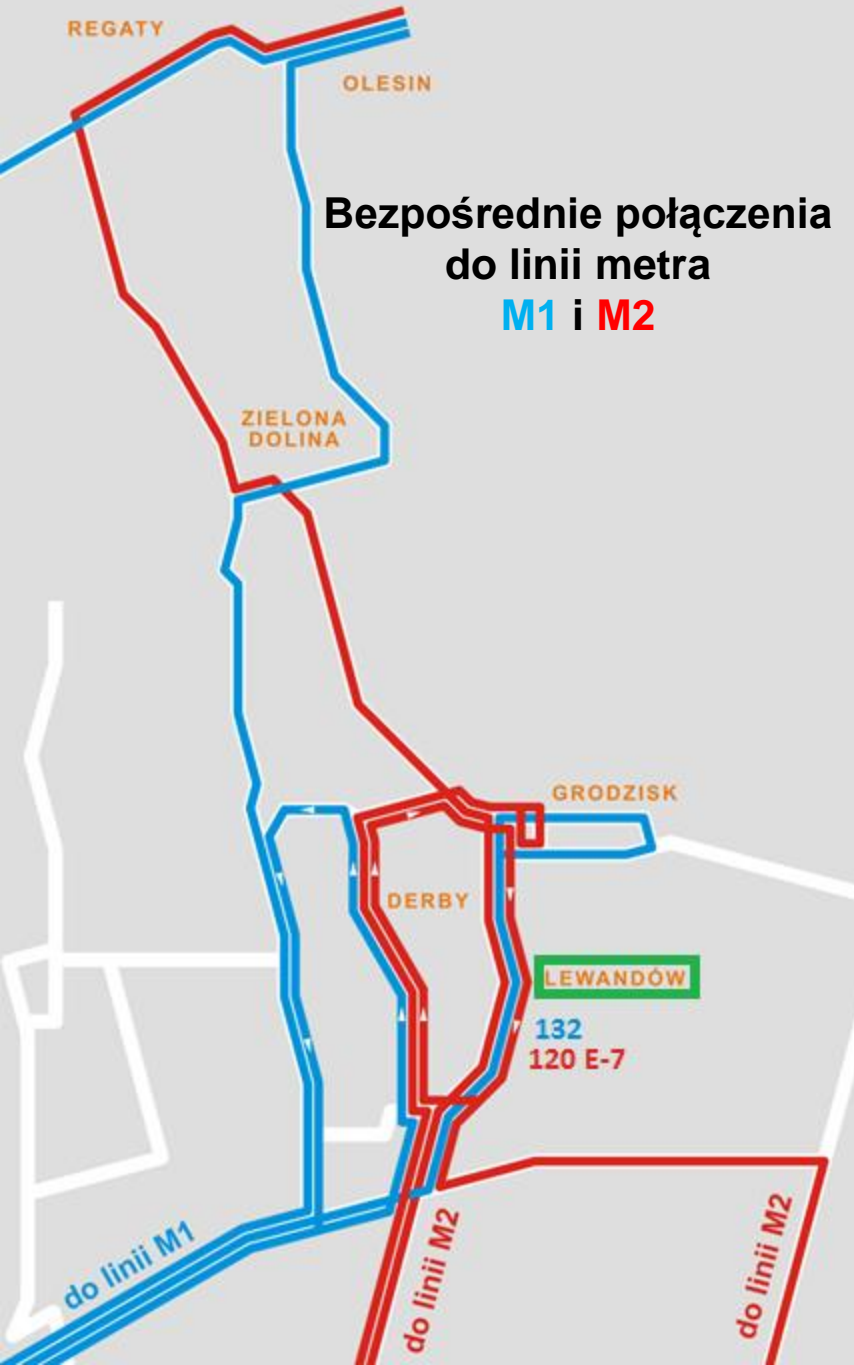 REGATY
OLESIN
Bezpośrednie połączenia
do linii metra
M1 i M2
ZIELONA
DOLINA
GRODZISK
DERBY
LEWANDÓW
132
120 E-7
do linii M1
do linii M2
do linii M2